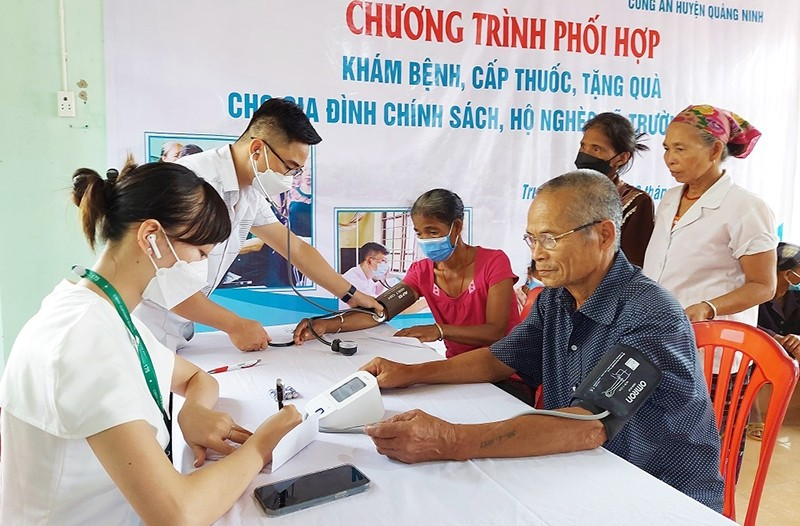 CÔNG AN HUYỆN QUẢNG NINH
CHƯƠNG TRÌNH PHỐI HỢP
KHÁM BỆNH, CẤP THUỐC, TẶNG QUÀ
CHO GIA ĐÌNH CHÍNH SÁCH, HỘ NGHÈO
omron